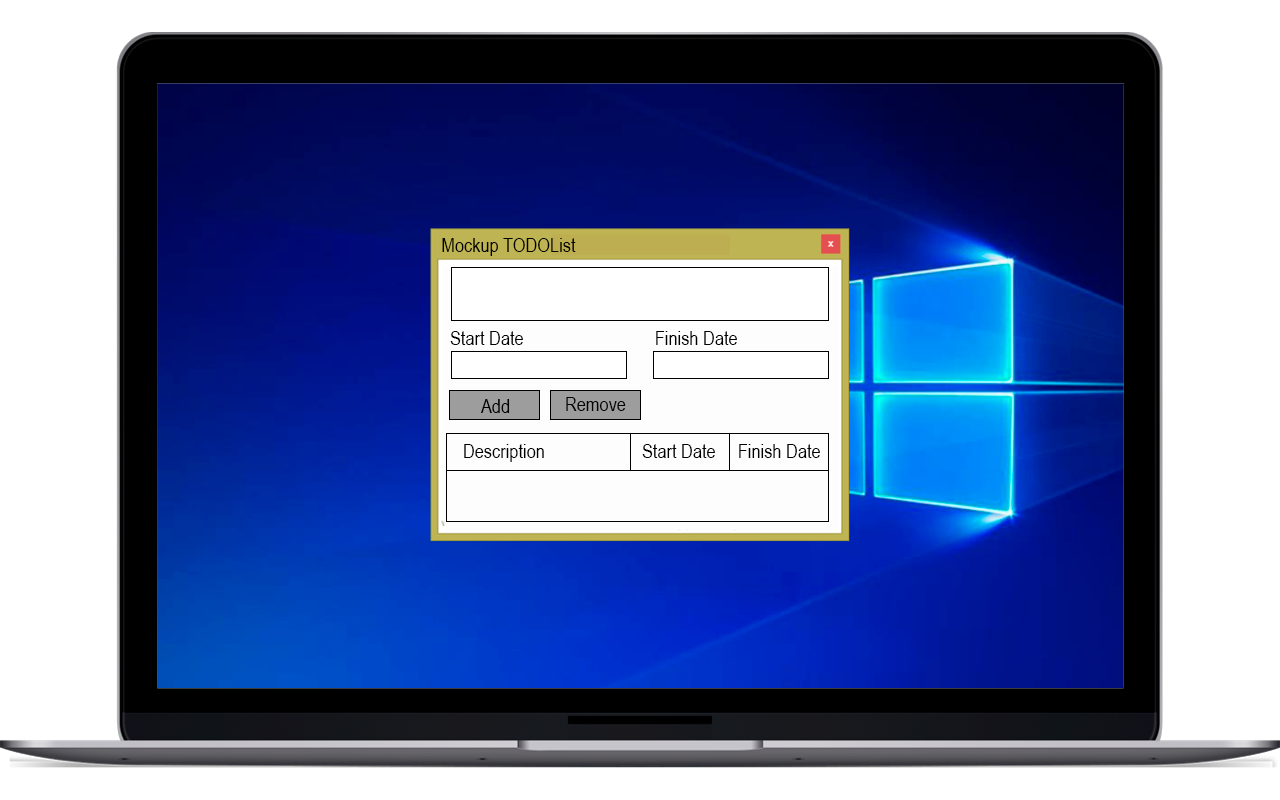 Mockup TODOList x
Start Date Finish Date
Add Remove
Description Start Date Finish Date